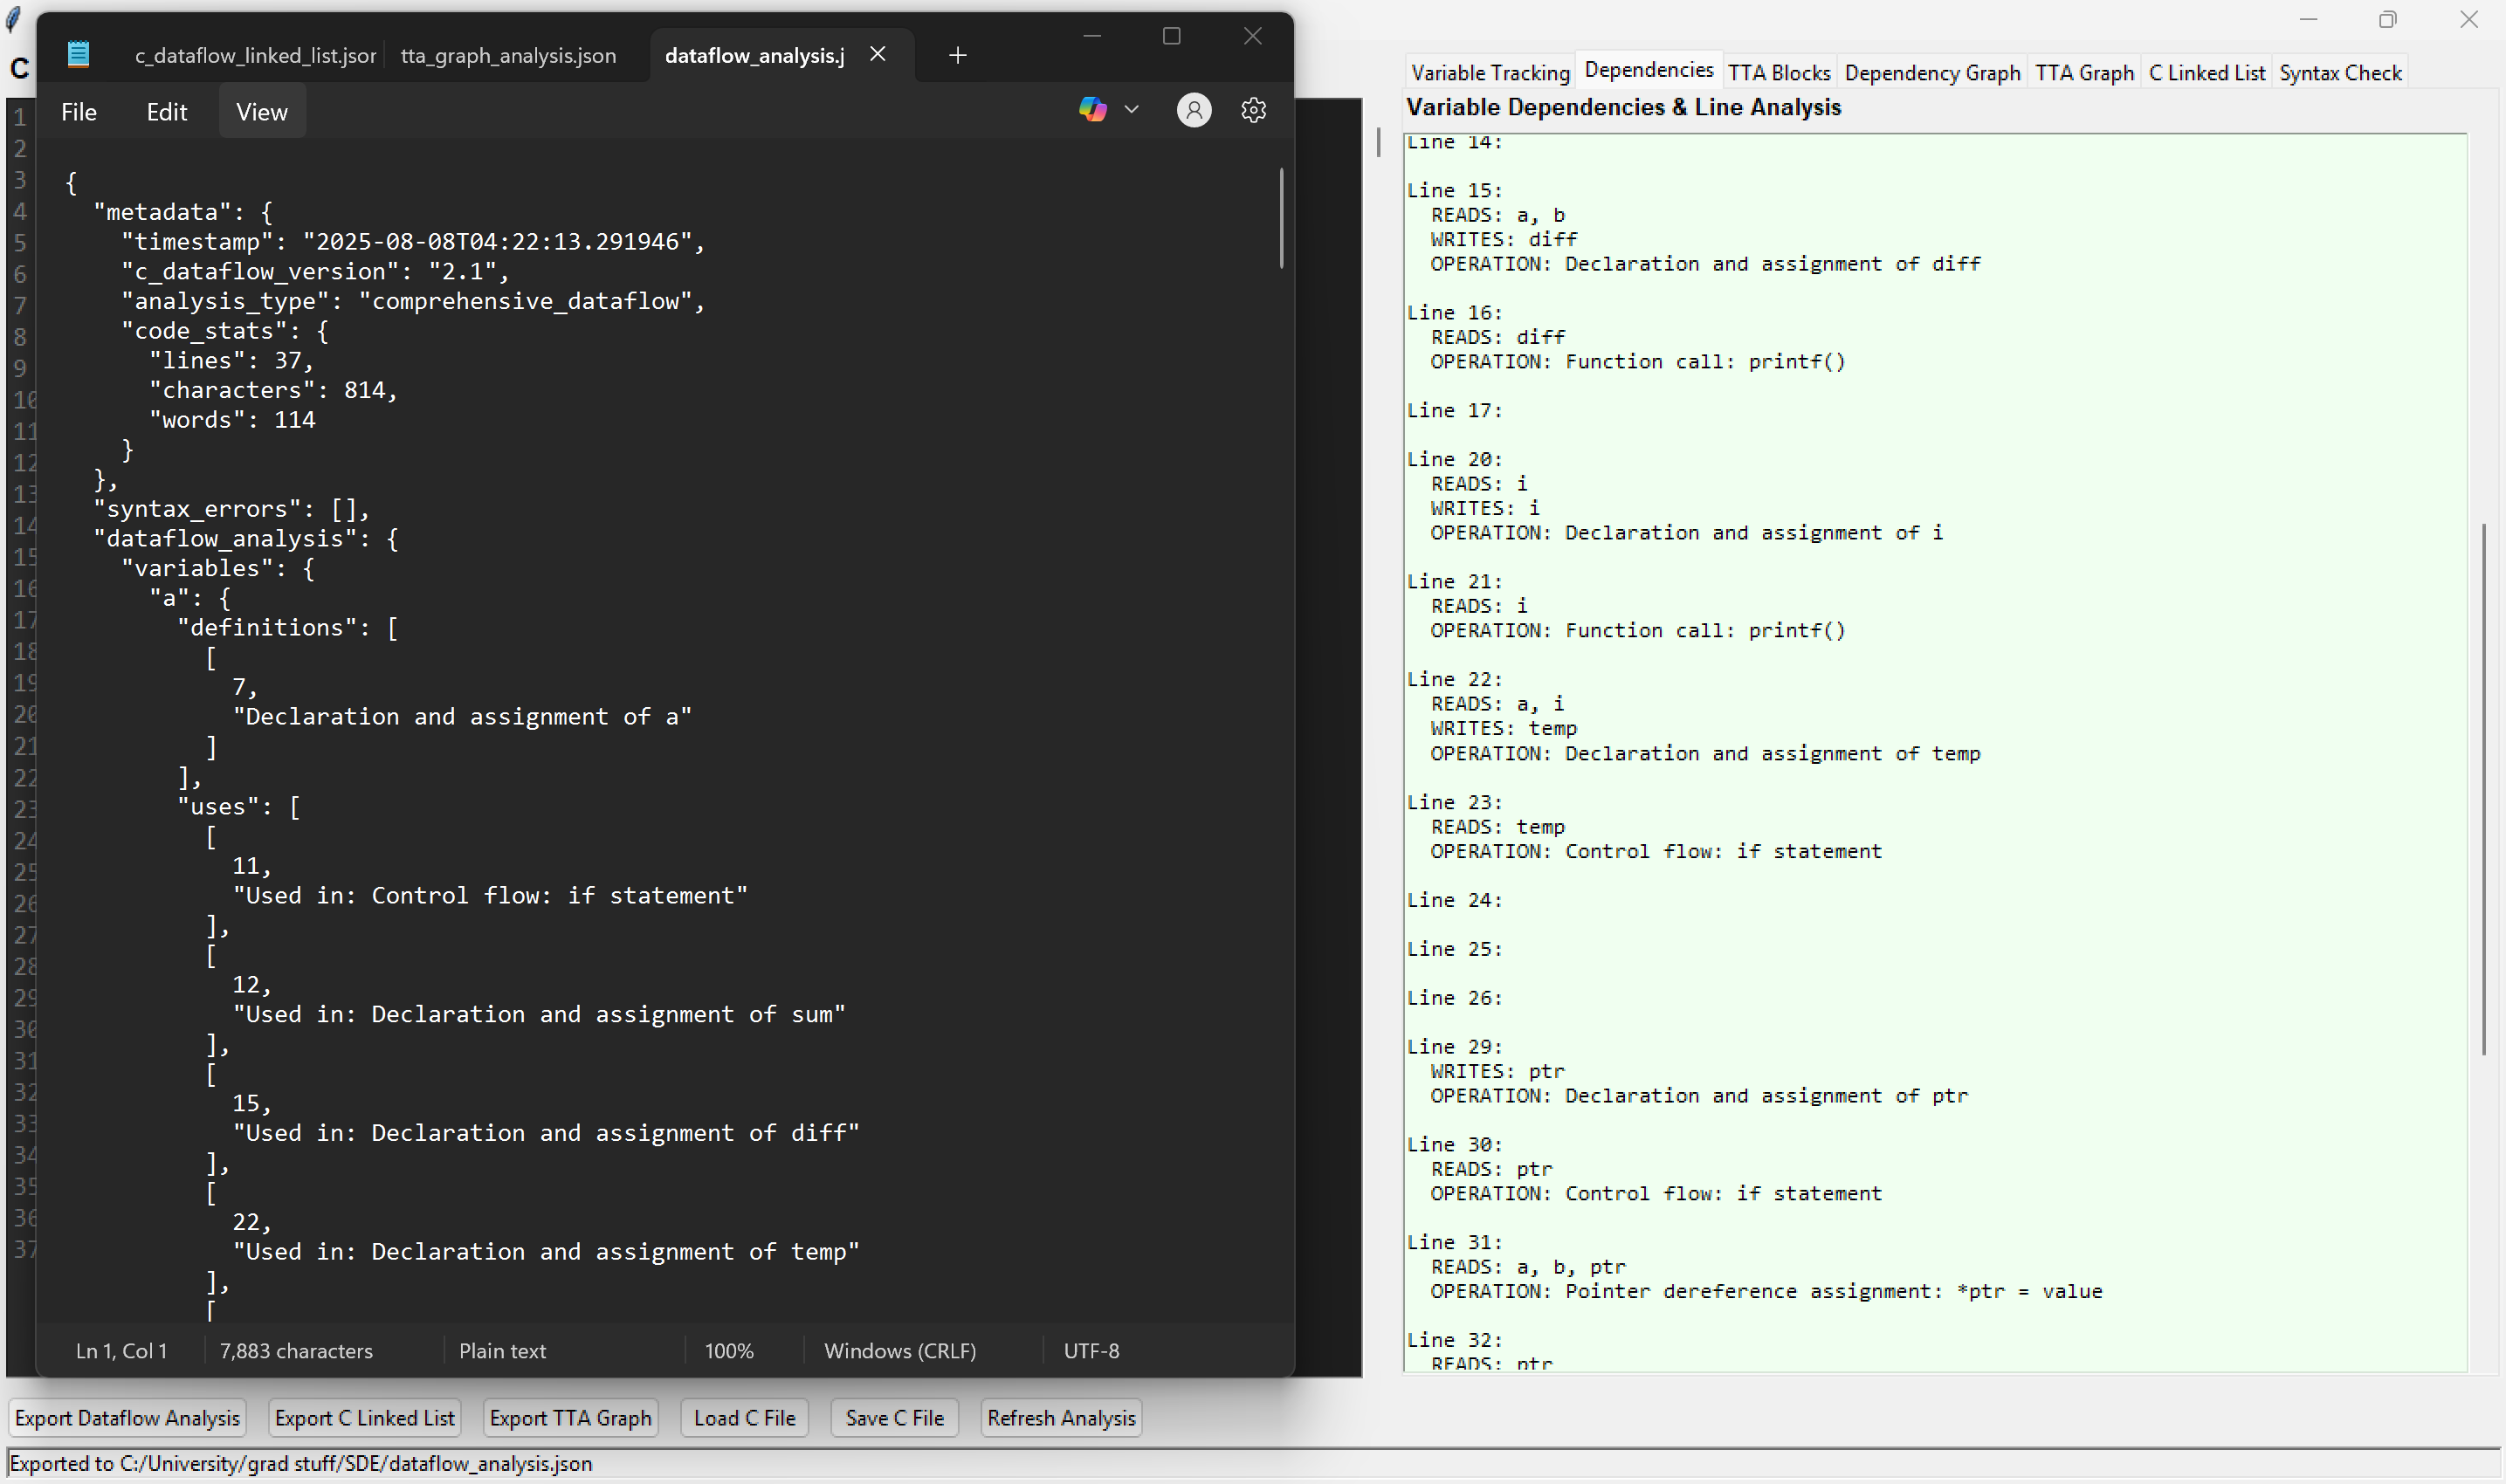 c_dataflow_linked_list.jsor tta_graph_analysis.json dataflow_analysis.j
File Edit View
C
1
2
3
4
5
6
7
8
9
10
11
12
13
14
15
16
17
18
19
20
21
22
23
24
25
26
27
28
29
30
31
32
33
34
35
36
37
{
"metadata": {
"timestamp": "2025-08-08T04:22:13.291946",
"c_dataflow_version": "2.1",
"analysis_type": "comprehensive_dataflow",
"code_stats": {
"lines": 37,
"characters": 814,
"words": 114
}
},
"syntax_errors": [],
"dataflow_analysis": {
"variables": {
"a": {
"definitions": [
[
7,
"Declaration and assignment of a"
]
],
"uses": [
[
11,
"Used in: Control flow: if statement"
],
[
12,
"Used in: Declaration and assignment of sum"
],
[
15,
"Used in: Declaration and assignment of diff"
],
[
22,
"Used in: Declaration and assignment of temp"
],
[
Ln 1, Col 1 7,883 characters Plain text 100% Windows (CRLF) UTF-8
Variable Tracking Dependencies TTA Blocks Dependency Graph TTA Graph C Linked List Syntax Check
Variable Dependencies & Line Analysis
Line 14:
Line 15:
READS: a, b
WRITES: diff
OPERATION: Declaration and assignment of diff
Line 16:
READS: diff
OPERATION: Function call: printf()
Line 17:
Line 20:
READS: i
WRITES: i
OPERATION: Declaration and assignment of i
Line 21:
READS: i
OPERATION: Function call: printf()
Line 22:
READS: a, i
WRITES: temp
OPERATION: Declaration and assignment of temp
Line 23:
READS: temp
OPERATION: Control flow: if statement
Line 24:
Line 25:
Line 26:
Line 29:
WRITES: ptr
OPERATION: Declaration and assignment of ptr
Line 30:
READS: ptr
OPERATION: Control flow: if statement
Line 31:
READS: a, b, ptr
OPERATION: Pointer dereference assignment: *ptr = value
Line 32:
READS: ptr
Export Dataflow Analysis Export C Linked List Export TTA Graph Load C File Save C File Refresh Analysis
Exported to C:/University/grad stuff/SDE/dataflow_analysis.json